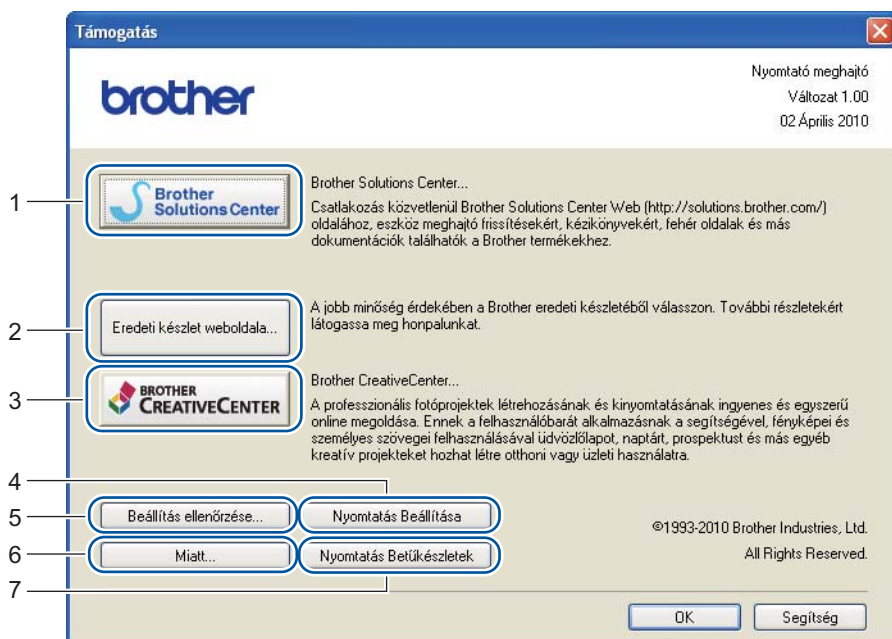 Támogatás
brother
Nyomtató meghajtó
Változat 1.00
02 Április 2010
1
Brother
Solutions Center
Brother Solutions Center...
Csatlakozás közvetlenül Brother Solutions Center Web (http://solutions.brother.com/)
oldalához, eszköz meghajtó frissítésekért, kézikönyvekért, fehér oldalak és más
dokumentációk találhatók a Brother termékekhez.
2
Eredeti készlet weboldala...
A jobb minőség érdekében a Brother eredeti készletéből válasszon. További részletekért
látogassa meg honpalunkat.
3
BROTHER
CREATIVECENTER
Brother CreativeCenter...
A professzionális fotóprojektek létrehozásának és kinyomtatásának ingyenes és egyszerű
online megoldása. Ennek a felhasználóbarát alkalmazásnak a segítségével, fényképei és
személyes szövegei felhasználásával üdvözlőlapot, naptárt, prospektust és más egyéb
kreatív projekteket hozhat létre otthoni vagy üzleti használatra.
4
5
Beállítás ellenőrzése...
Nyomtatás Beállítása
©1993-2010 Brother Industries, Ltd.
6
Miatt...
Nyomtatás Betűkészletek
All Rights Reserved.
7
OK
Segítség